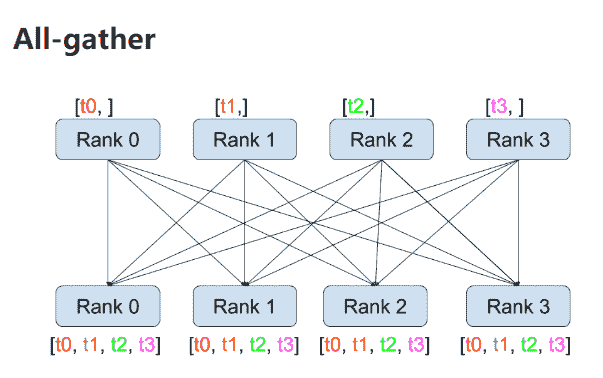 All-gather
[t0, ] [t1,] [t2,] [t3, ]
Rank 0 Rank 1 Rank 2 Rank 3
Rank 0 Rank 1 Rank 2 Rank 3
[t0, t1, t2, t3] [t0, t1, t2, t3] [t0, t1, t2, t3] [t0, t1, t2, t3]